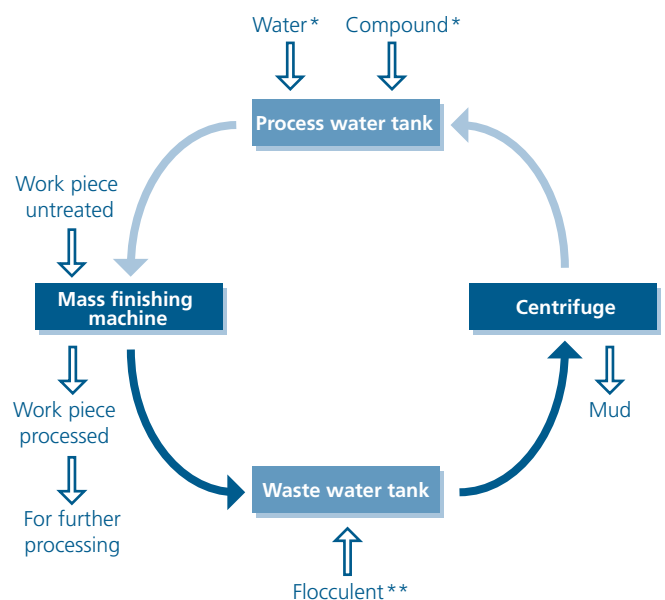 Water* Compound*
Process water tank
Work piece
untreated
Mass finishing
machine
Centrifuge
Work piece
processed
Mud
Waste water tank
For further
processing
Flocculent**